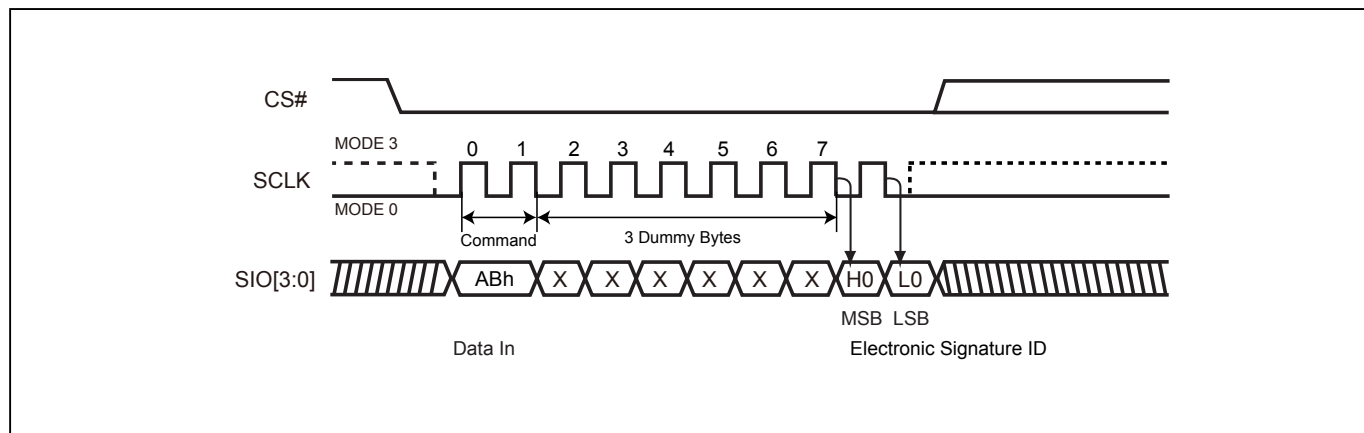 CS#
MODE 3
0 1 2 3 4 5 6 7
SCLK
MODE 0
Command
3 Dummy Bytes
SIO[3:0]
ABh X X X X X X H0 L0
MSB LSB
Data In
Electronic Signature ID